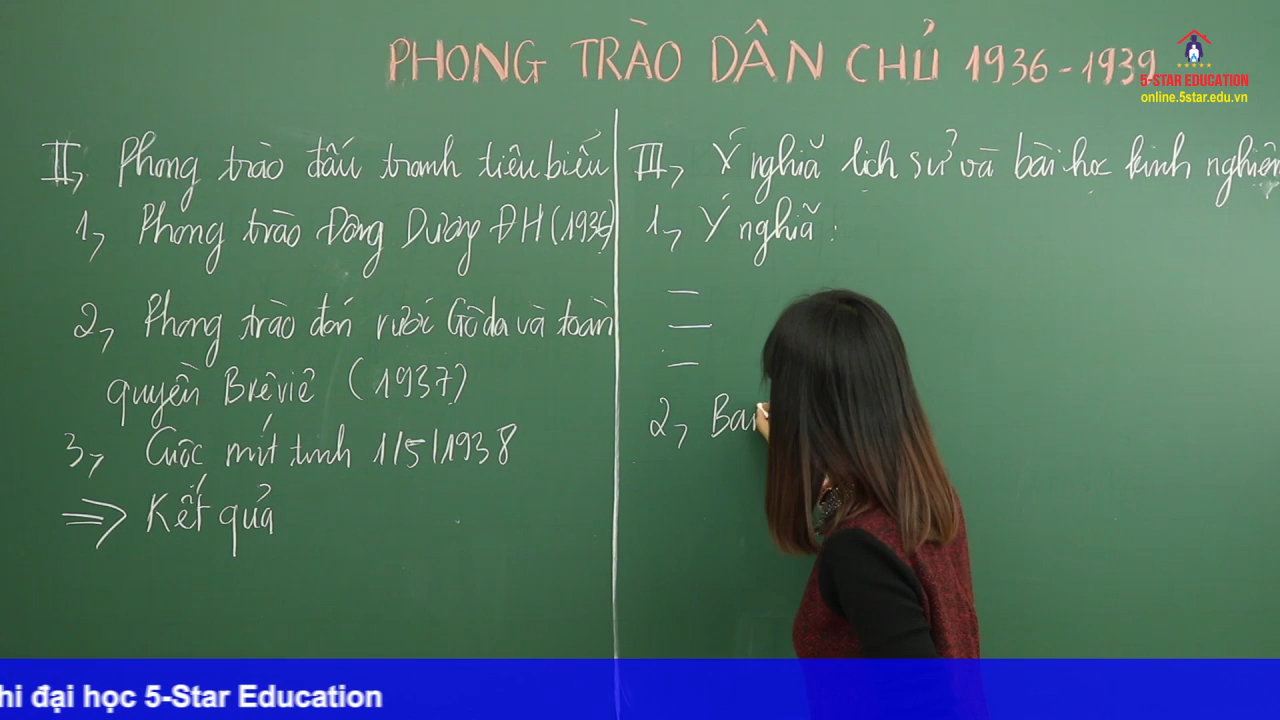 PHONG TRÀO DÂN CHỦ 1936-1939
5-STAR EDUCATION
online.5star.edu.vn
II, Phong trào đấu tranh tiêu biểu
1, Phong trào Đông Dương ĐH (1936)
2, Phong trào đón rước Gôđa và toàn
quyền Brêviê (1937)
3, Cuộc mít tinh 1/5/1938
=> Kết quả
III, Ý nghĩa lịch sử và bài học kinh nghiệm
1, Ý nghĩa:
–
–
–
2, Bai
hi đại học 5-Star Education